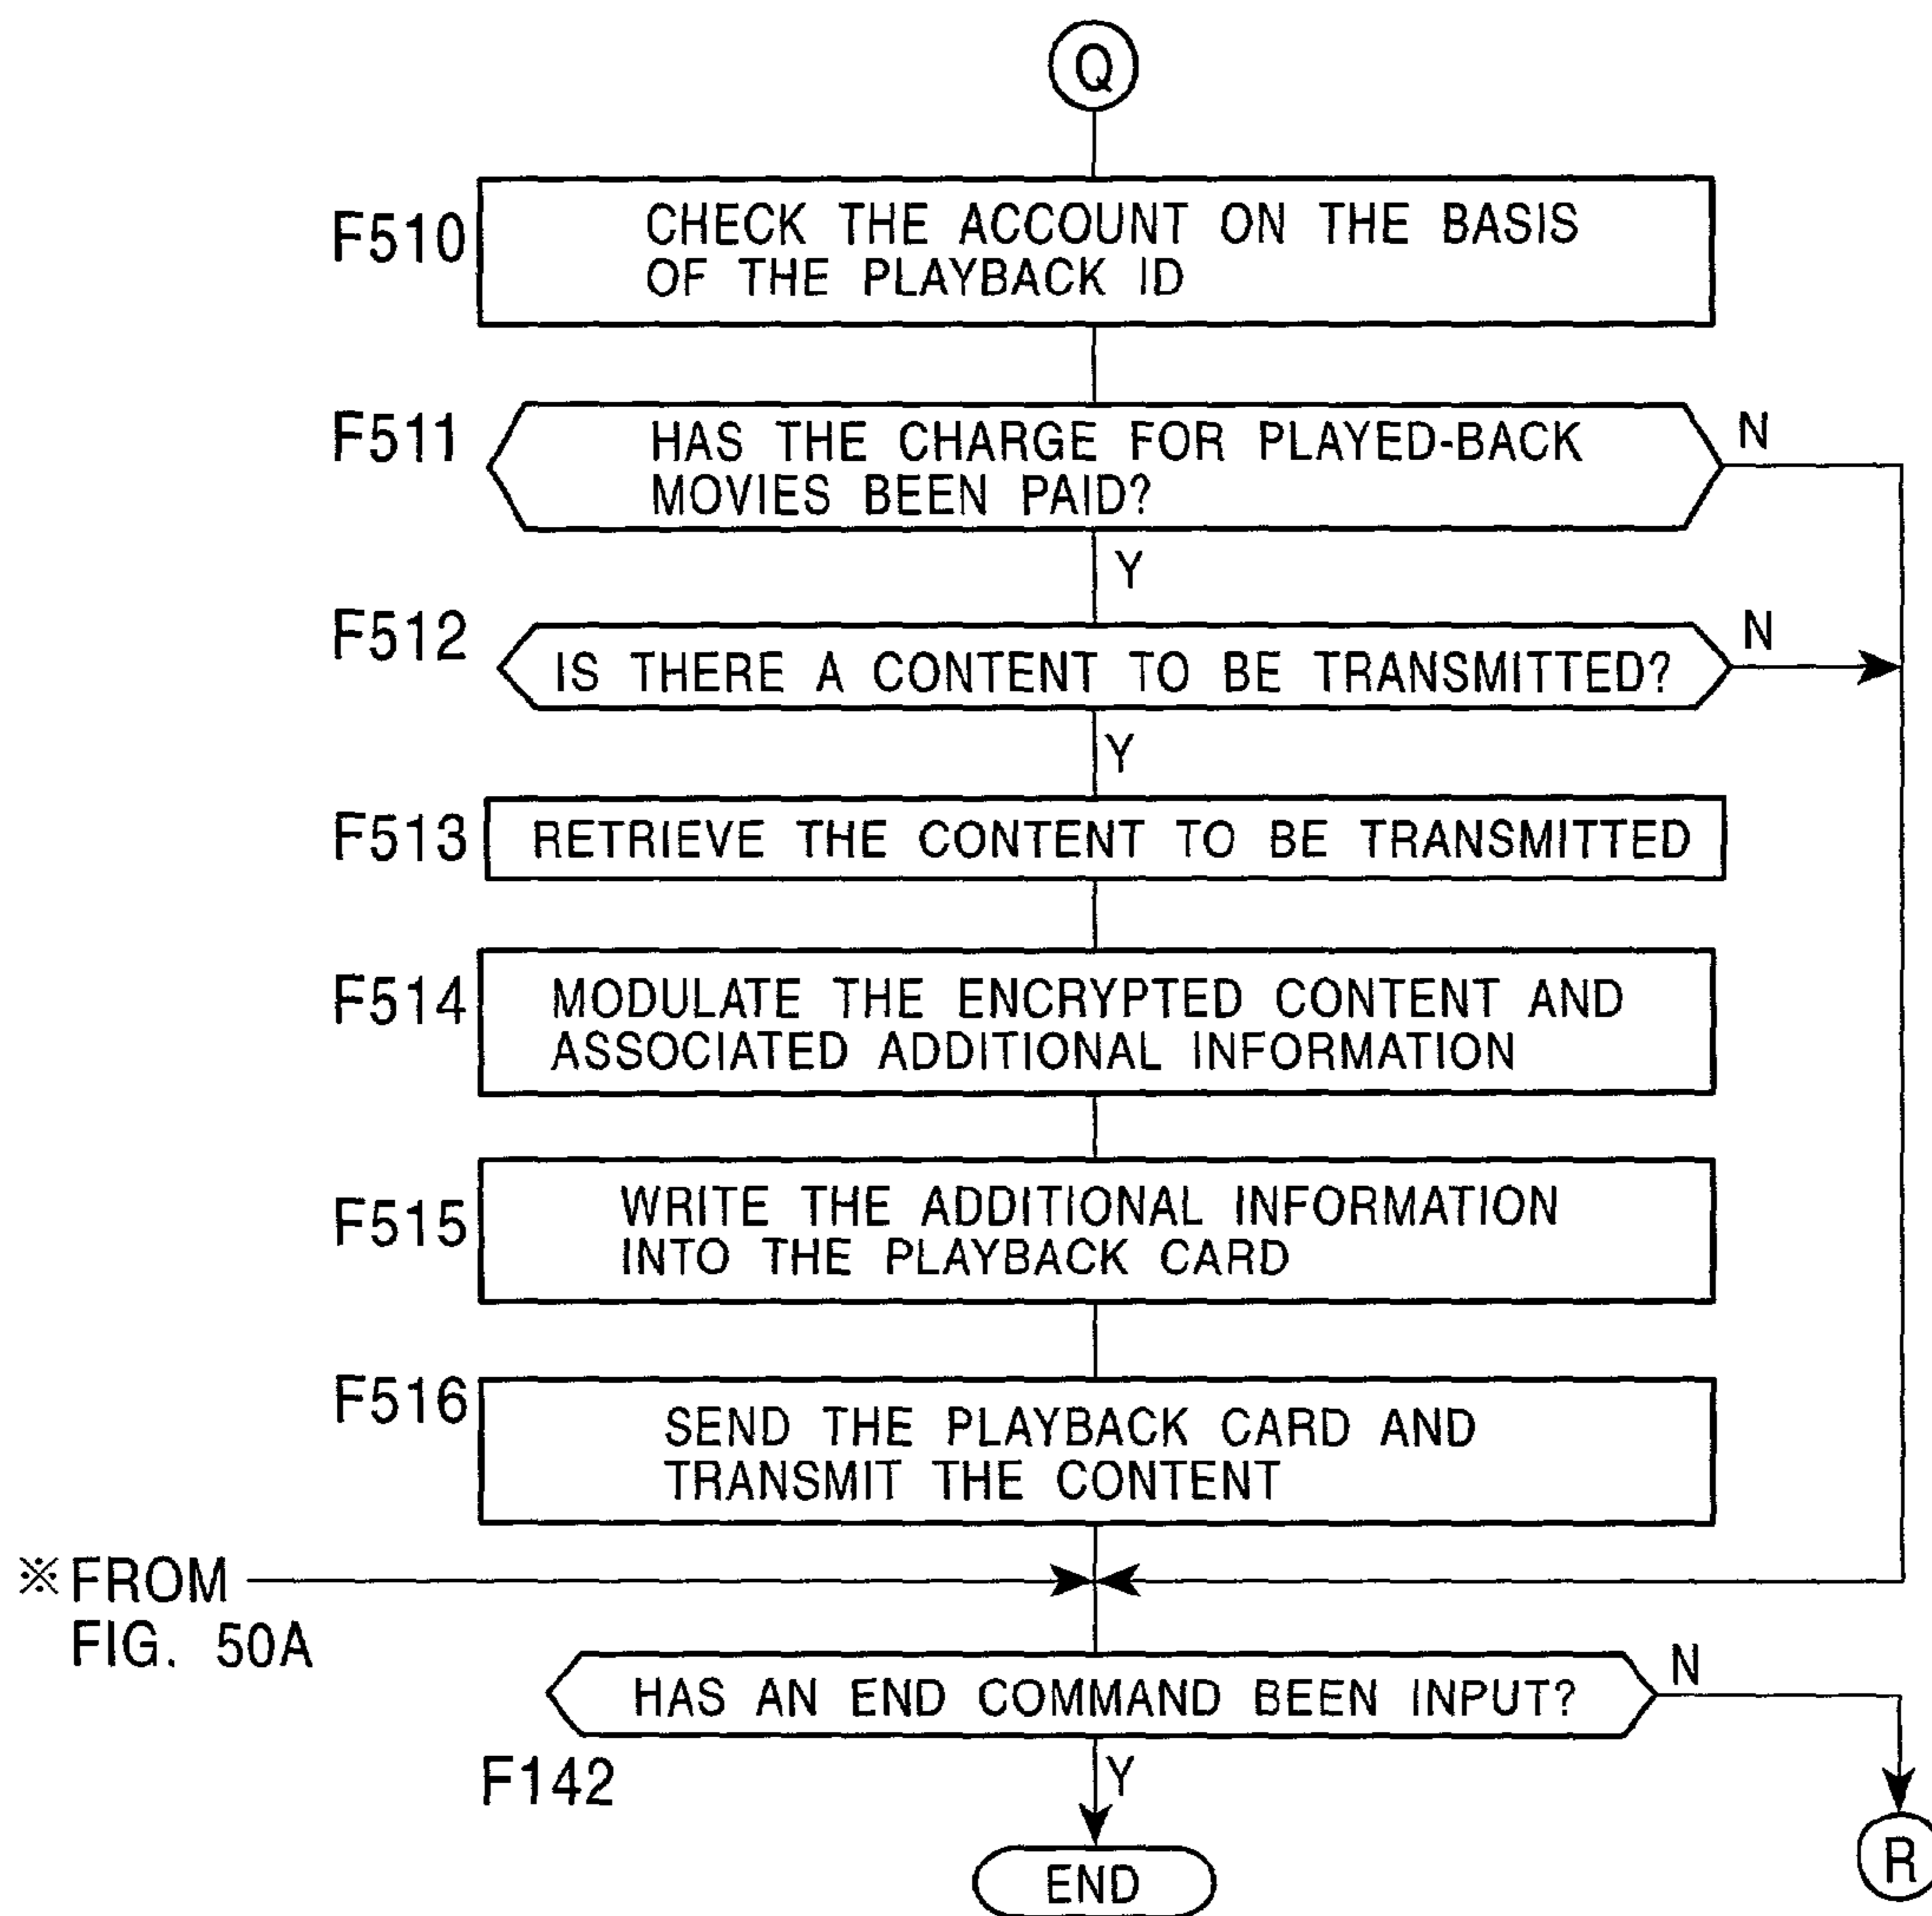 Q
F510
CHECK THE ACCOUNT ON THE BASIS
OF THE PLAYBACK ID
F511
HAS THE CHARGE FOR PLAYED-BACK
MOVIES BEEN PAID?
N
Y
F512
IS THERE A CONTENT TO BE TRANSMITTED?
N
Y
F513
RETRIEVE THE CONTENT TO BE TRANSMITTED
F514
MODULATE THE ENCRYPTED CONTENT AND
ASSOCIATED ADDITIONAL INFORMATION
F515
WRITE THE ADDITIONAL INFORMATION
INTO THE PLAYBACK CARD
F516
SEND THE PLAYBACK CARD AND
TRANSMIT THE CONTENT
※FROM
FIG. 50A
HAS AN END COMMAND BEEN INPUT?
N
F142
Y
END
R